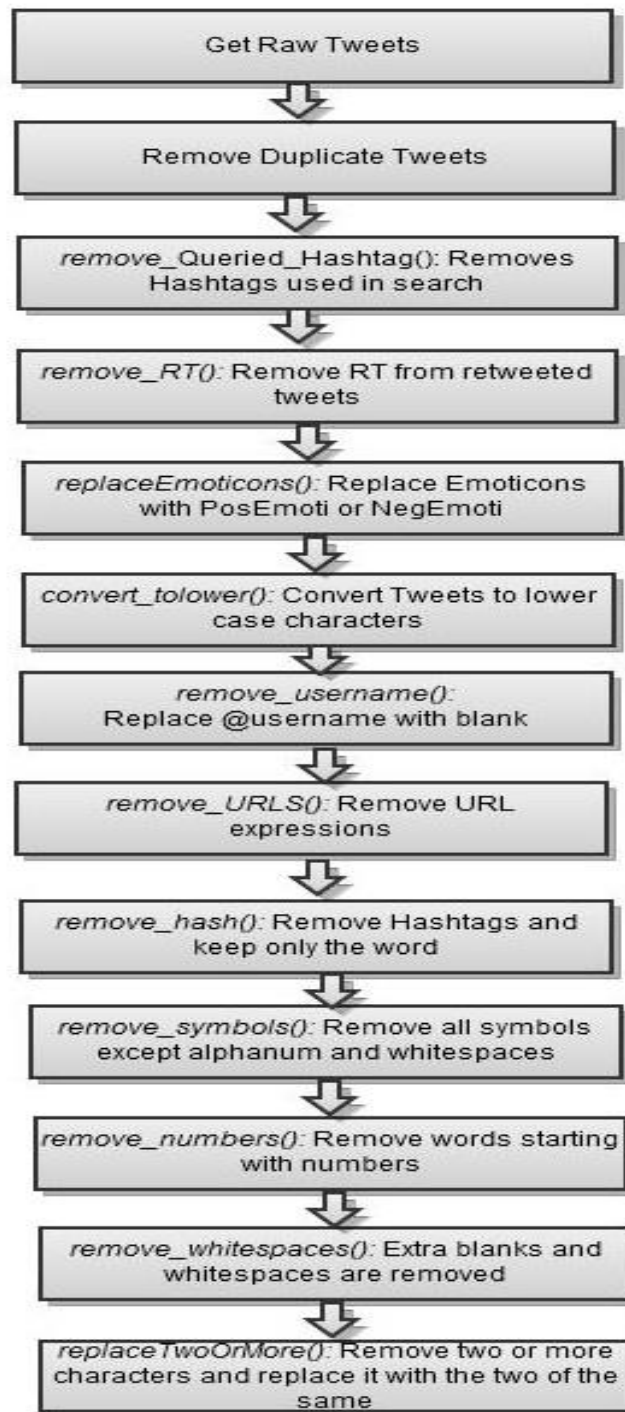 Get Raw Tweets
Remove Duplicate Tweets
remove_Queried_Hashtag(): Removes
Hashtags used in search
remove_RT(): Remove RT from retweeted
tweets
replaceEmoticons(): Replace Emoticons
with PosEmoti or NegEmoti
convert_tolower(): Convert Tweets to lower
case characters
remove_username():
Replace @username with blank
remove_URLS(): Remove URL
expressions
remove_hash(): Remove Hashtags and
keep only the word
remove_symbols(): Remove all symbols
except alphanum and whitespaces
remove_numbers(): Remove words starting
with numbers
remove_whitespaces(): Extra blanks and
whitespaces are removed
replaceTwoOrMore(): Remove two or more
characters and replace it with the two of the
same